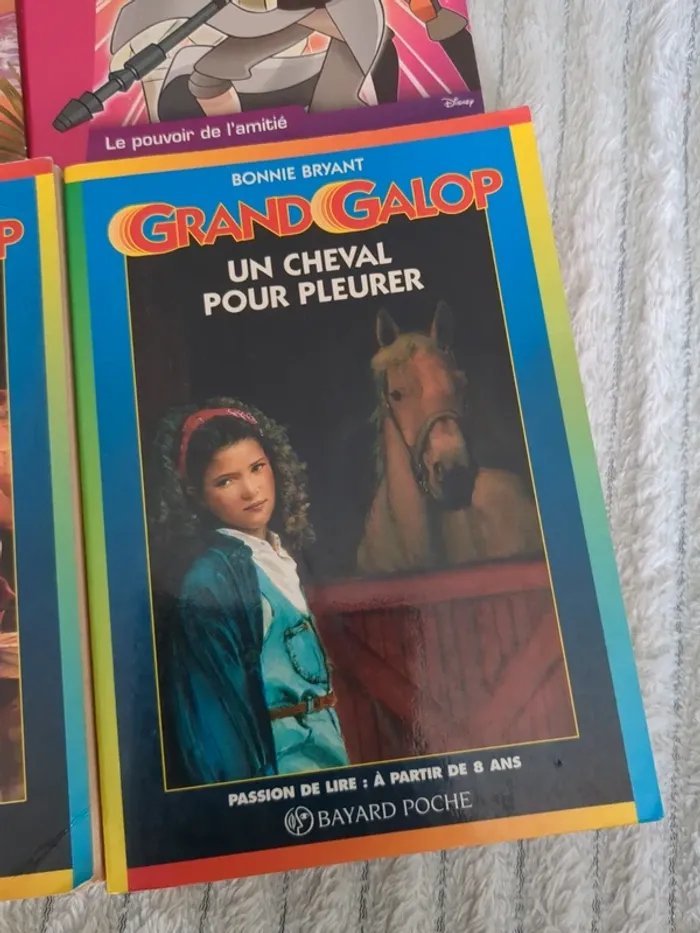 Disney
Le pouvoir de l'amitié
P
BONNIE BRYANT
GRAND GALOP
UN CHEVAL
POUR PLEURER
PASSION DE LIRE : À PARTIR DE 8 ANS
BAYARD POCHE